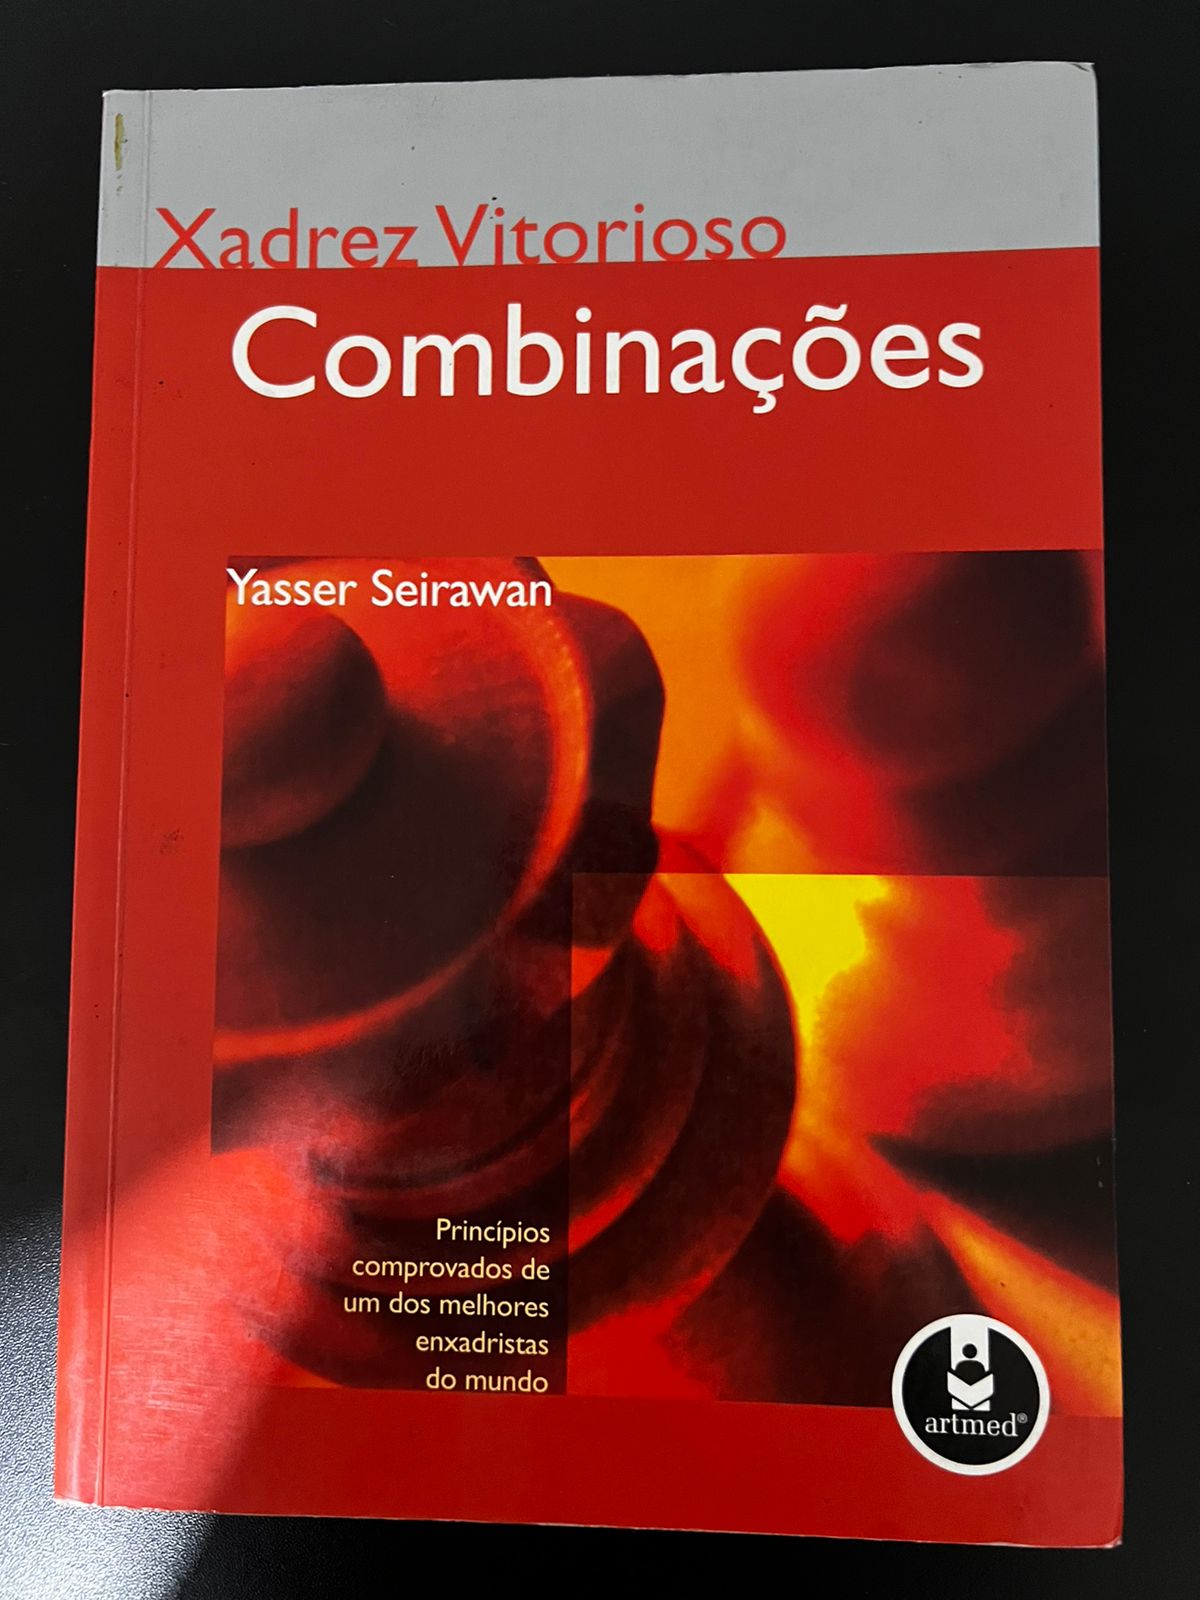 Xadrez Vitorioso
Combinações
Yasser Seirawan
Princípios
comprovados de
um dos melhores
enxadristas
do mundo
artmed®